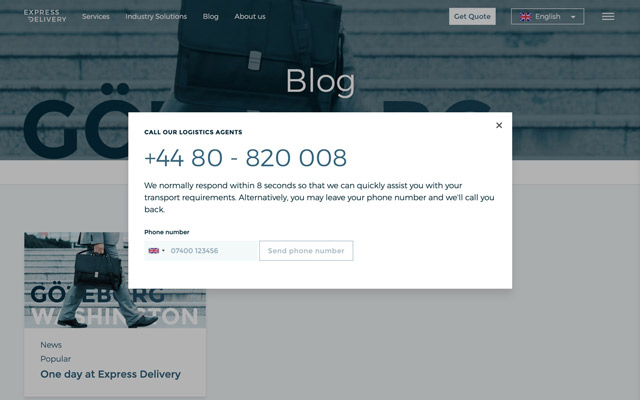 EXPRESS
DELIVERY
Services
Industry Solutions
Blog
About us
Get Quote
English
Blog
GÖTEBORG
CALL OUR LOGISTICS AGENTS
+44 80 - 820 008
We normally respond within 8 seconds so that we can quickly assist you with your
transport requirements. Alternatively, you may leave your phone number and we'll call you
back.
Phone number
07400 123456
Send phone number
GÖTEBORG
WASHINGTON
News
Popular
One day at Express Delivery